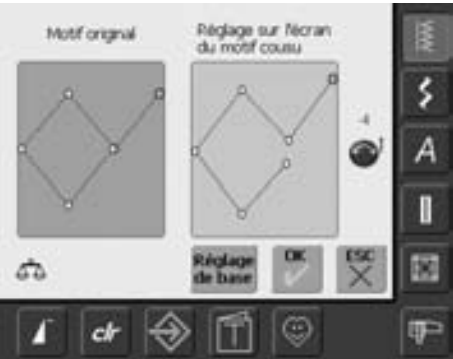 Motif original
Réglage sur l'écran
du motif cousu
-4
A
Réglage
de base
OK
ESC
clr